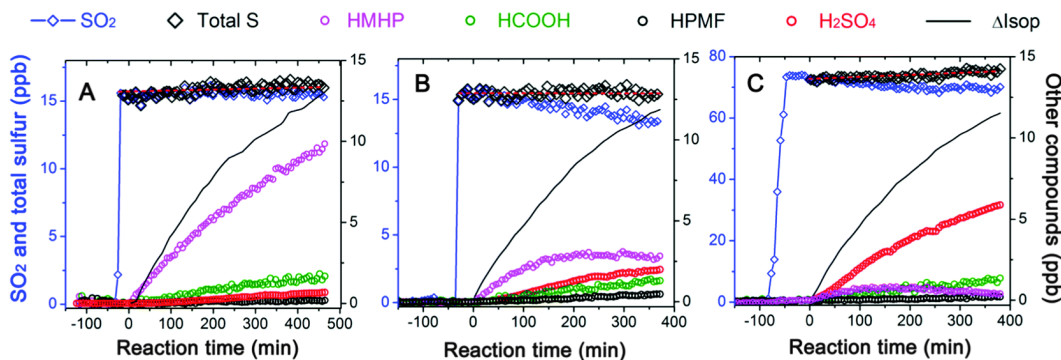 SO₂ Total S HMHP HCOOH HPMF H₂SO₄ ΔIsop
SO₂ and total sulfur (ppb)
A
15
10
5
0
15
10
5
0
-100 0 100 200 300 400 500
Reaction time (min)
B
15
10
5
0
15
10
5
0
-100 0 100 200 300 400
Reaction time (min)
C
80
60
40
20
0
15
10
5
0
-100 0 100 200 300 400
Reaction time (min)
Other compounds (ppb)